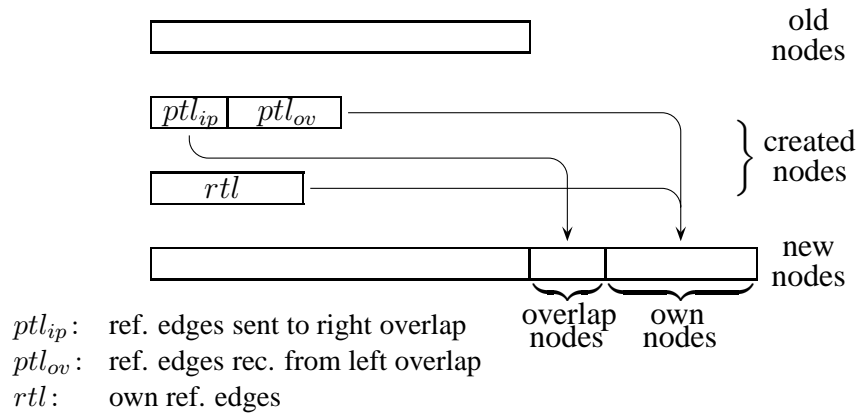 old
nodes
ptl_ip ptl_ov
created
nodes
rtl
new
nodes
overlap
nodes
own
nodes
ptl_ip: ref. edges sent to right overlap
ptl_ov: ref. edges rec. from left overlap
rtl: own ref. edges